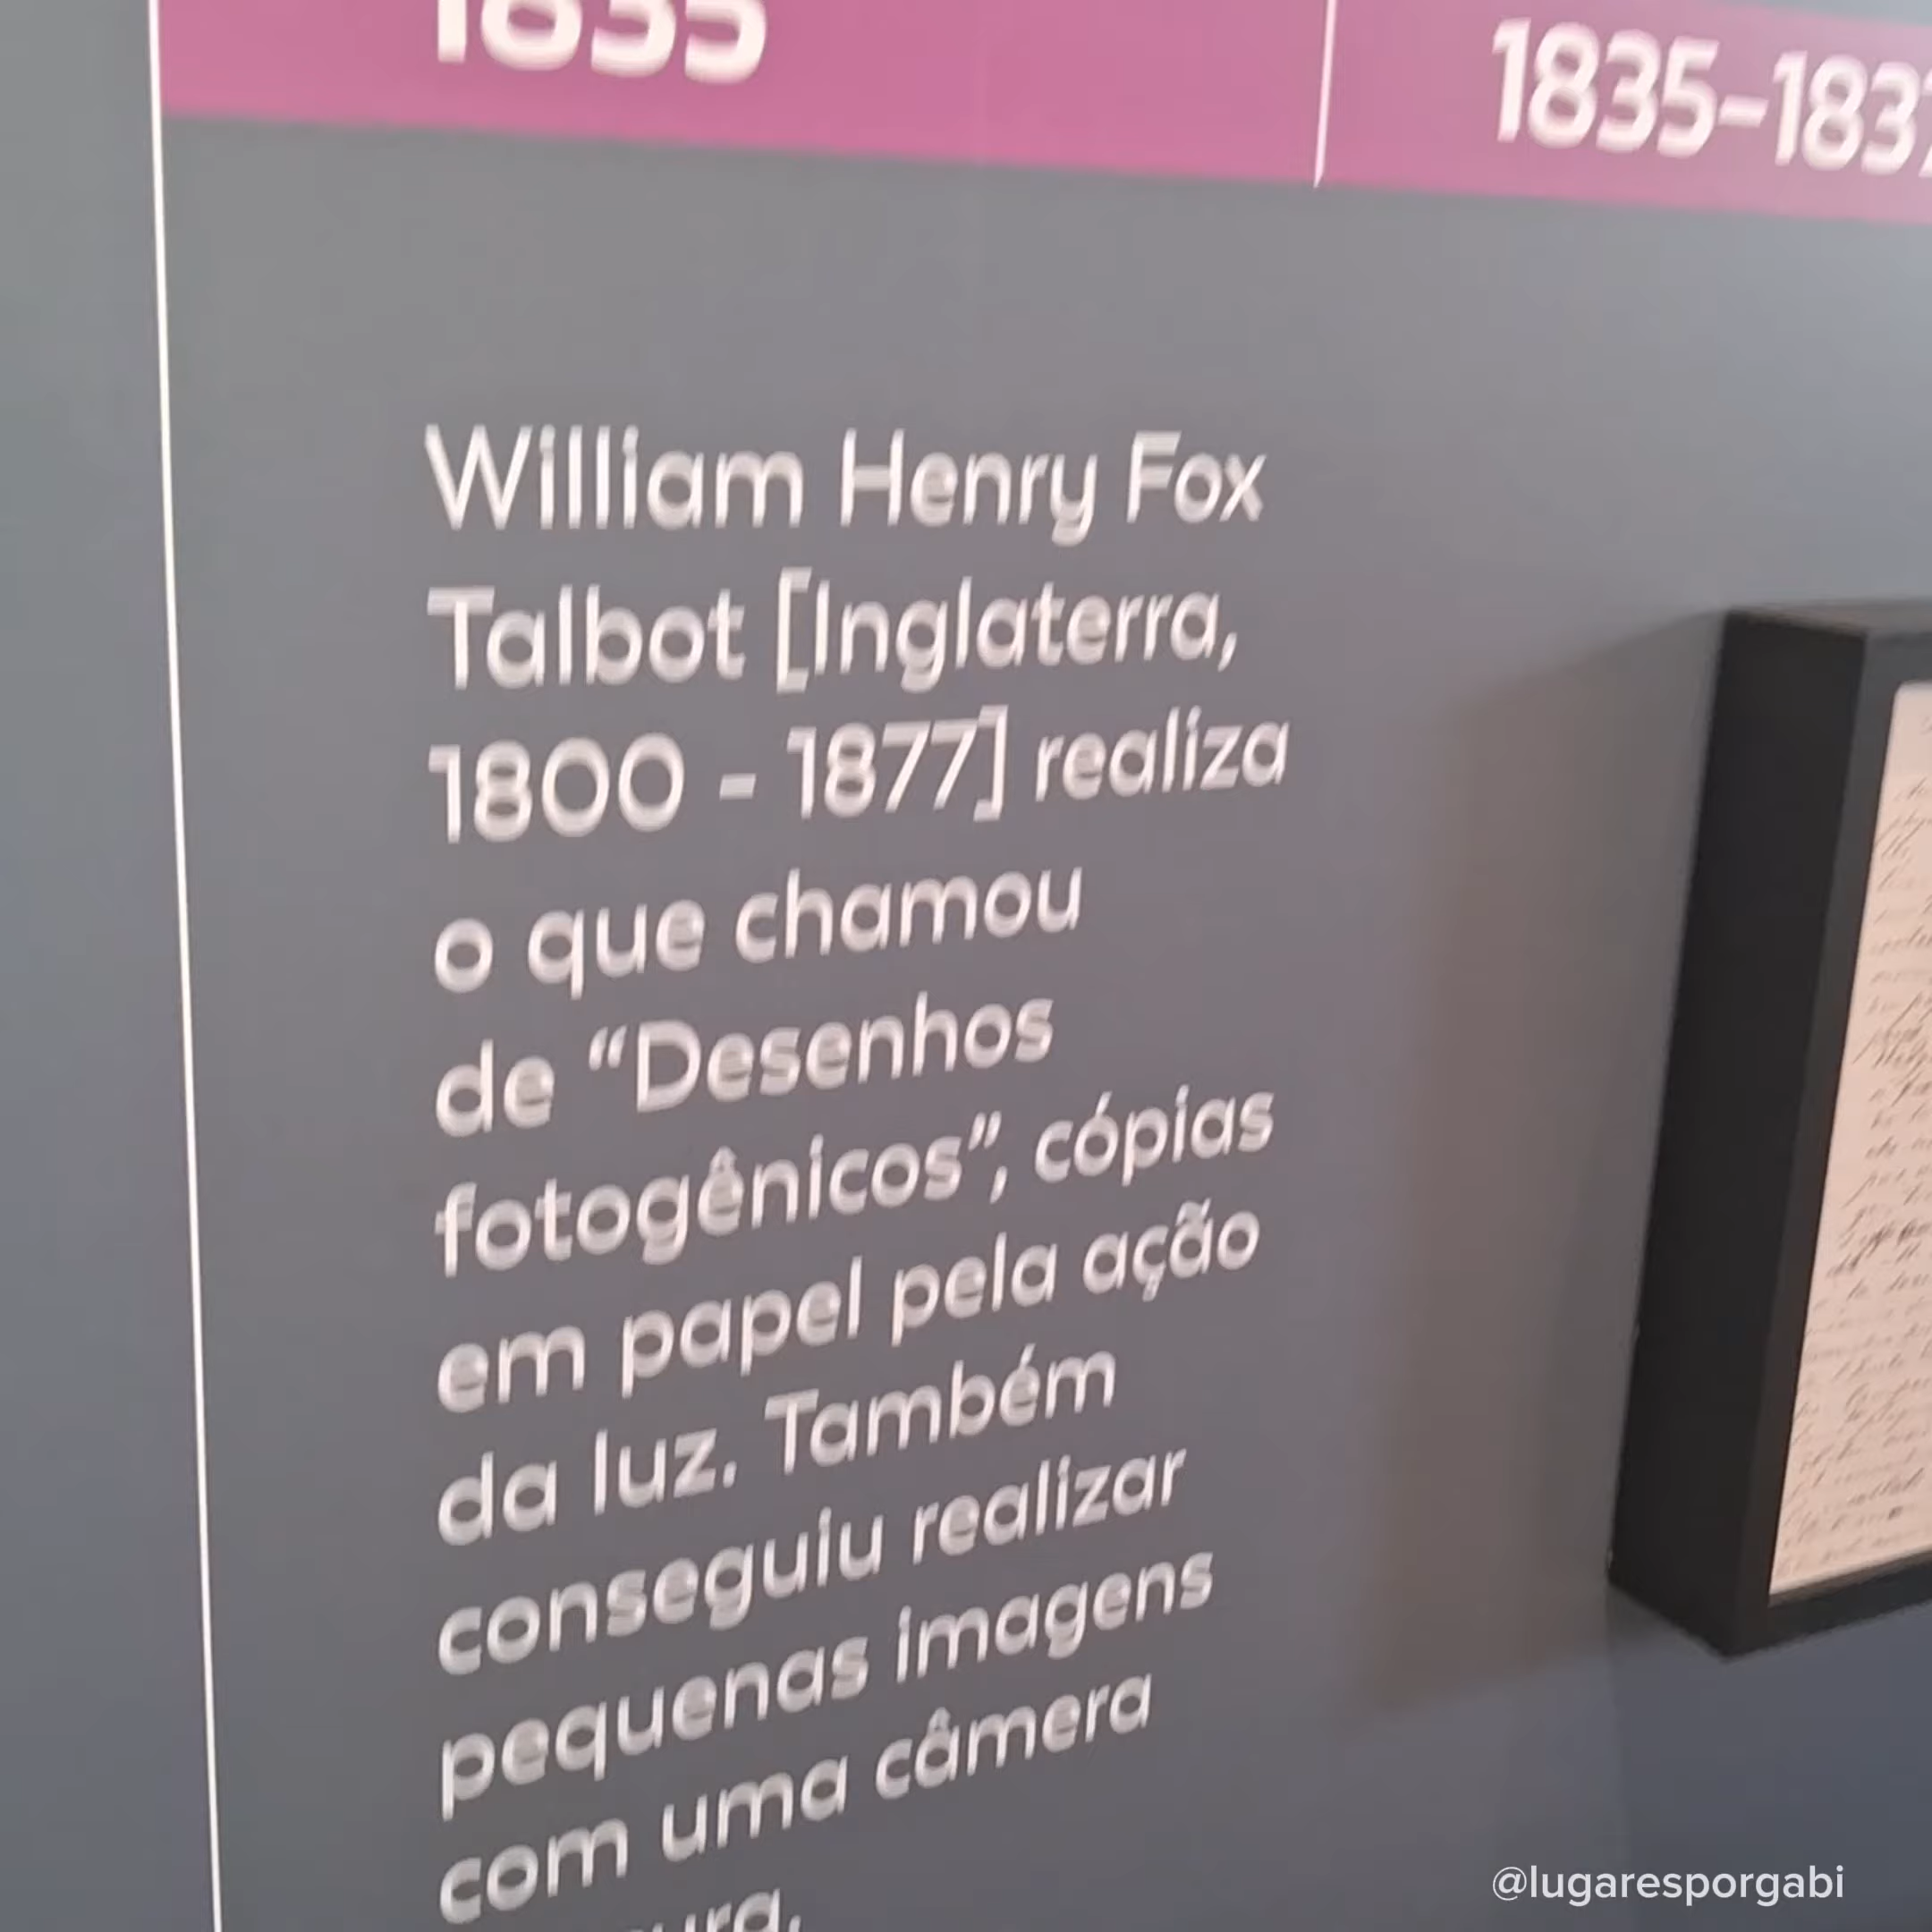 1835
1835-183
William Henry Fox
Talbot [Inglaterra,
1800 - 1877] realiza
o que chamou
de “Desenhos
fotogênicos”, cópias
em papel pela ação
da luz. Também
conseguiu realizar
pequenas imagens
com uma câmera
@lugaresporgabi